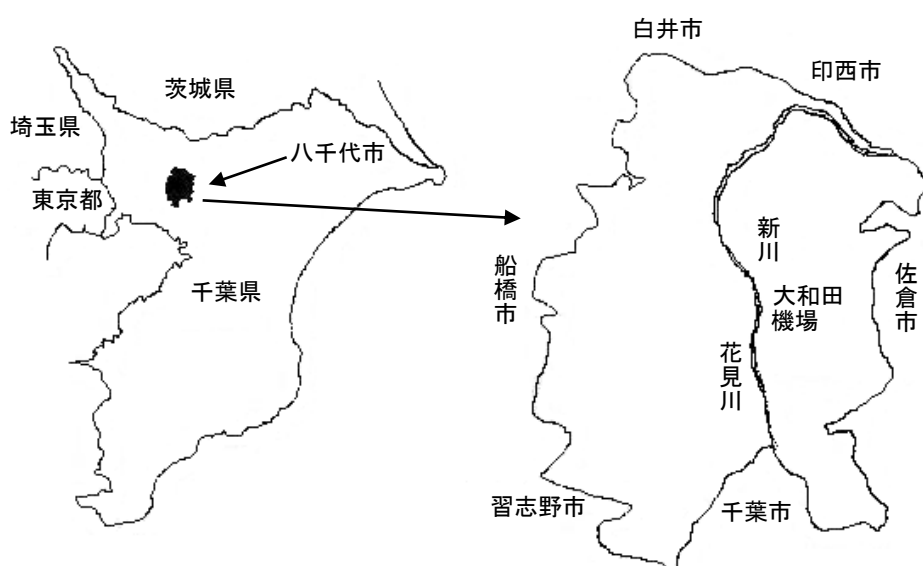 茨城県
埼玉県
八千代市
東京都
千葉県
白井市
印西市
新川
船橋市
佐倉市
大和田
機場
花見川
習志野市
千葉市